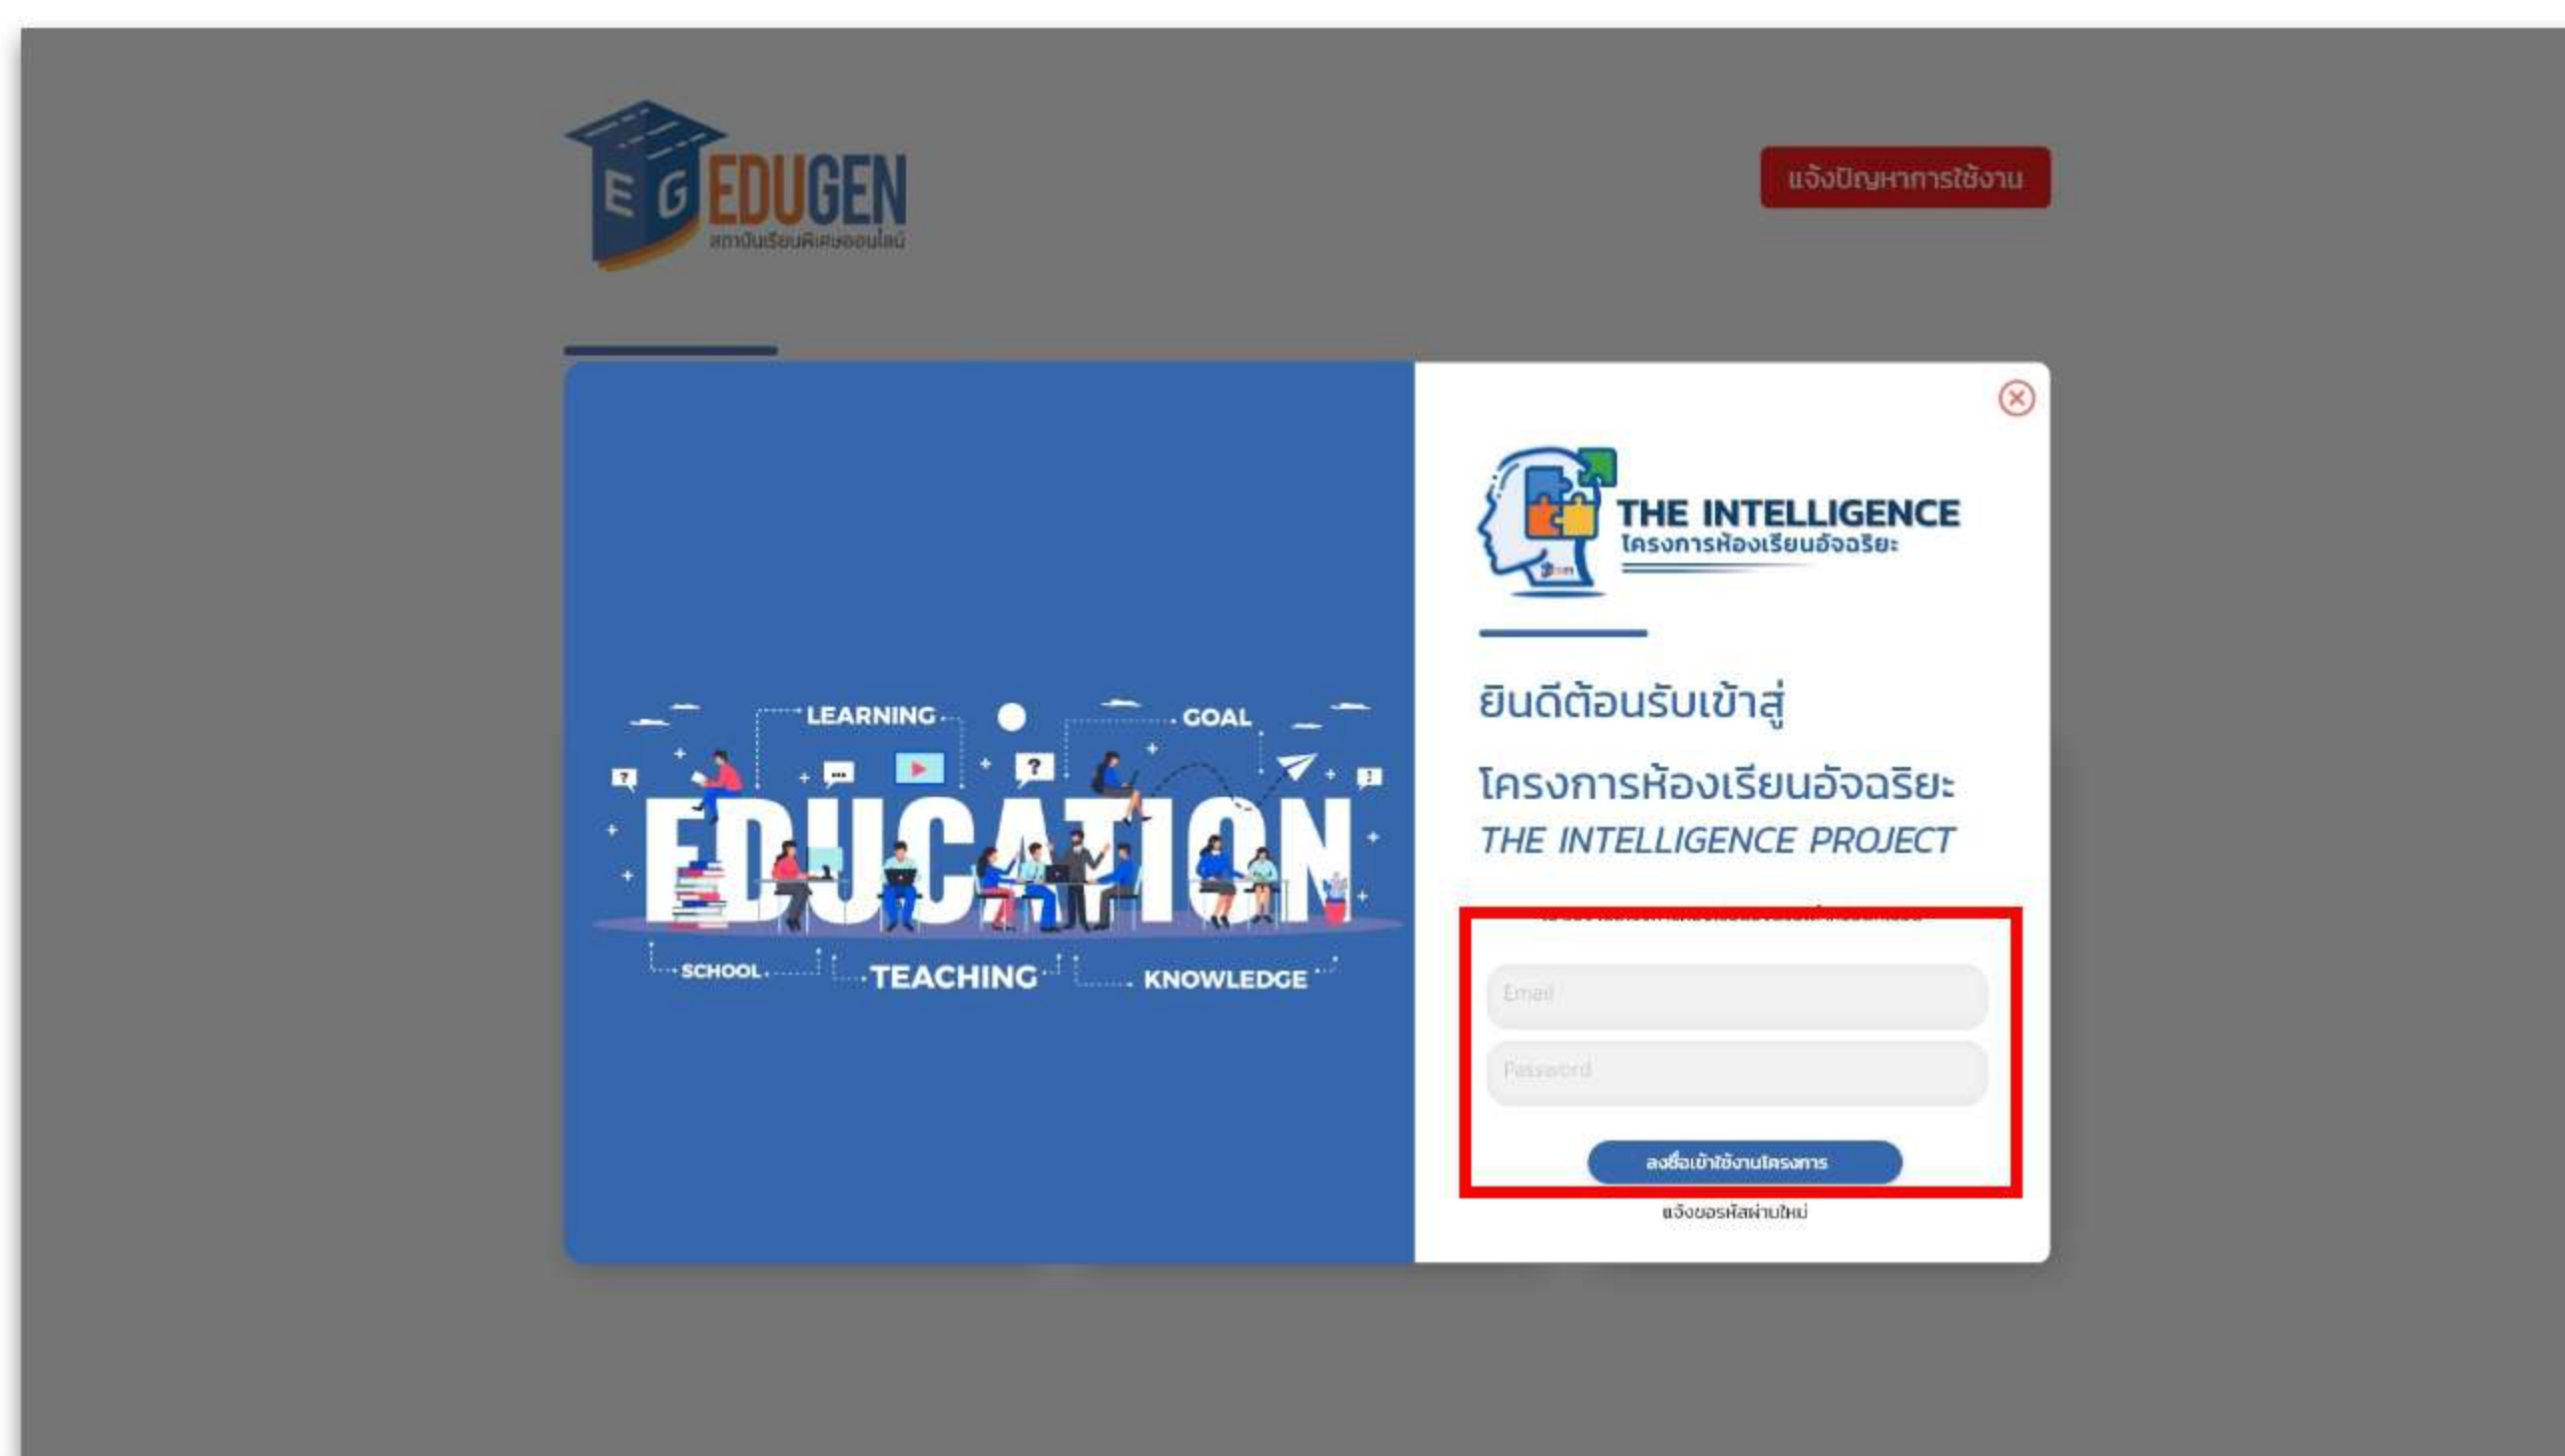 EG
EDUGEN
สถาบันเรียนพิเศษออนไลน์
แจ้งปัญหาการใช้งาน
LEARNING
GOAL
EDUCATION
SCHOOL
TEACHING
KNOWLEDGE
THE INTELLIGENCE
โครงการห้องเรียนอัจฉริยะ
ยินดีต้อนรับเข้าสู่
โครงการห้องเรียนอัจฉริยะ
THE INTELLIGENCE PROJECT
Email
Password
ลงชื่อเข้าใช้งานโครงการ
แจ้งขอรหัสผ่านใหม่